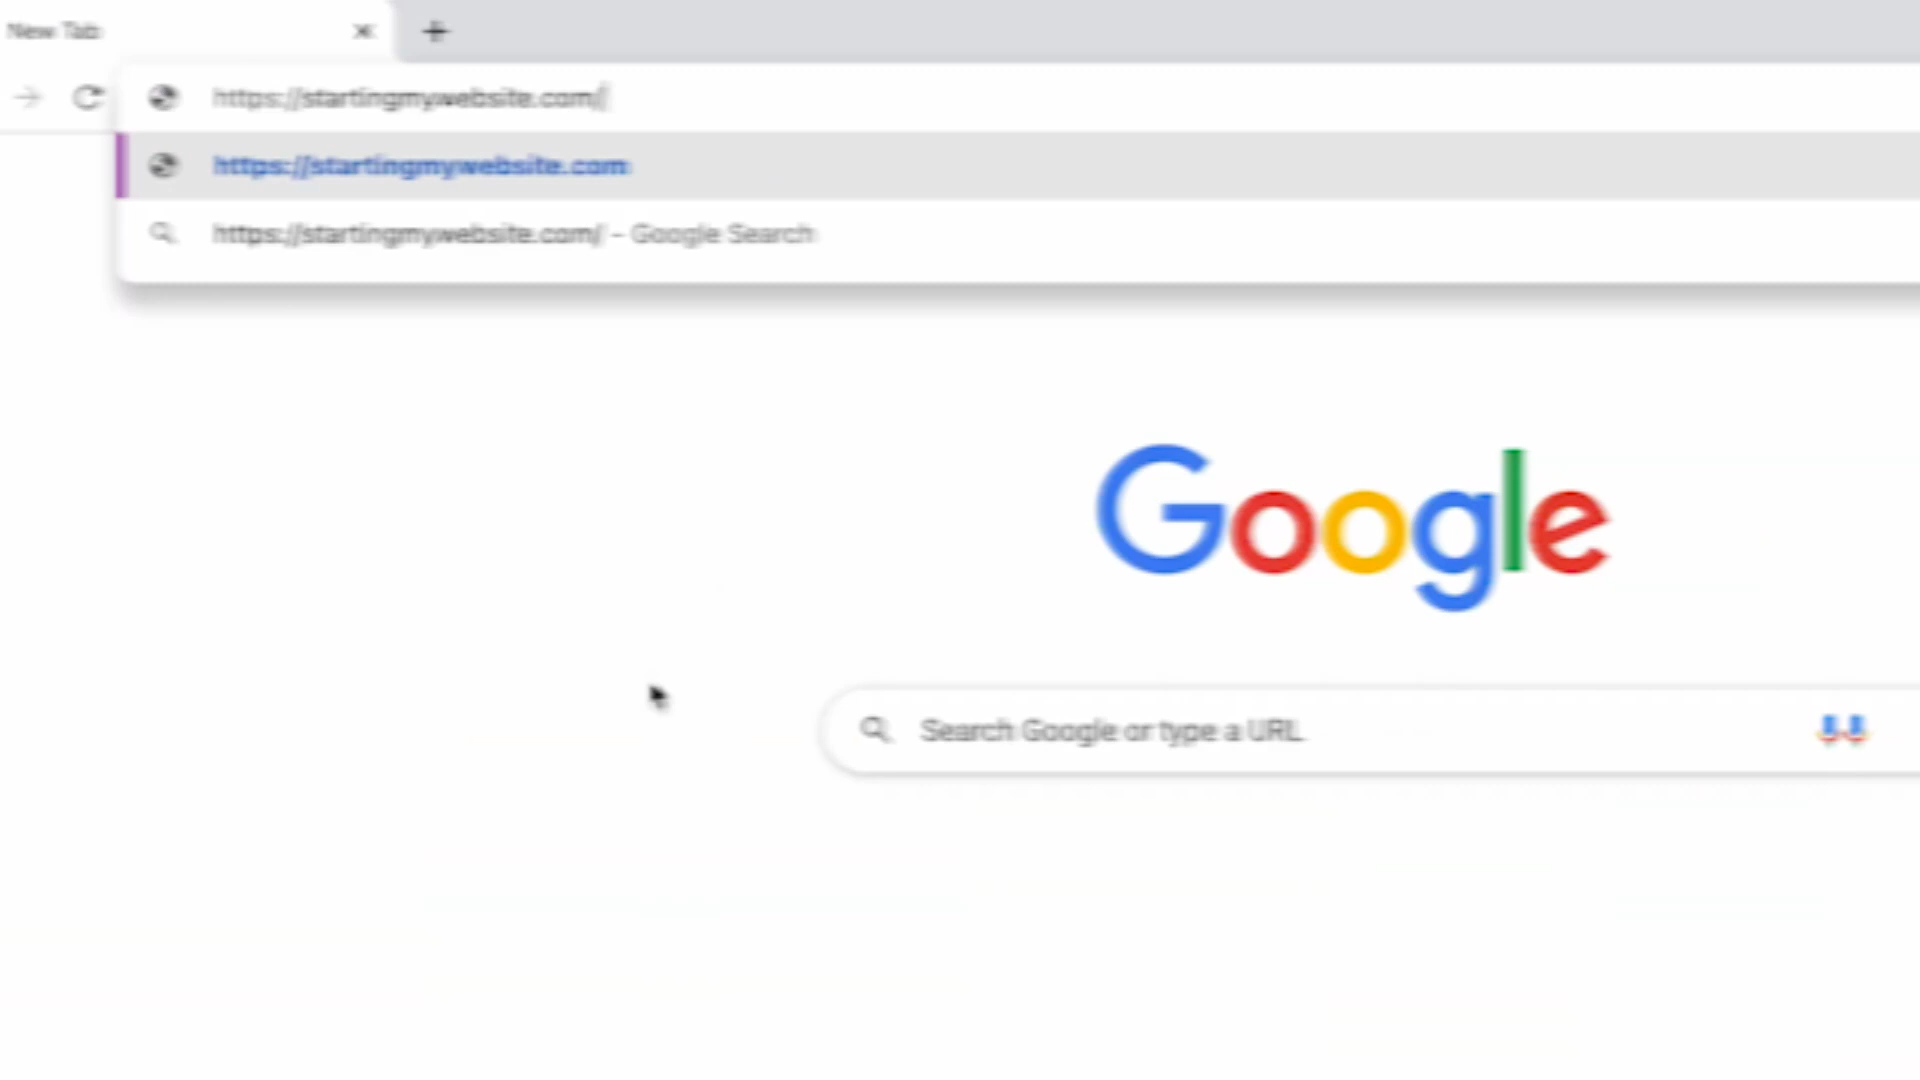 New Tab
https://startingmywebsite.com/
https://startingmywebsite.com
https://startingmywebsite.com/ - Google Search
Google
Search Google or type a URL